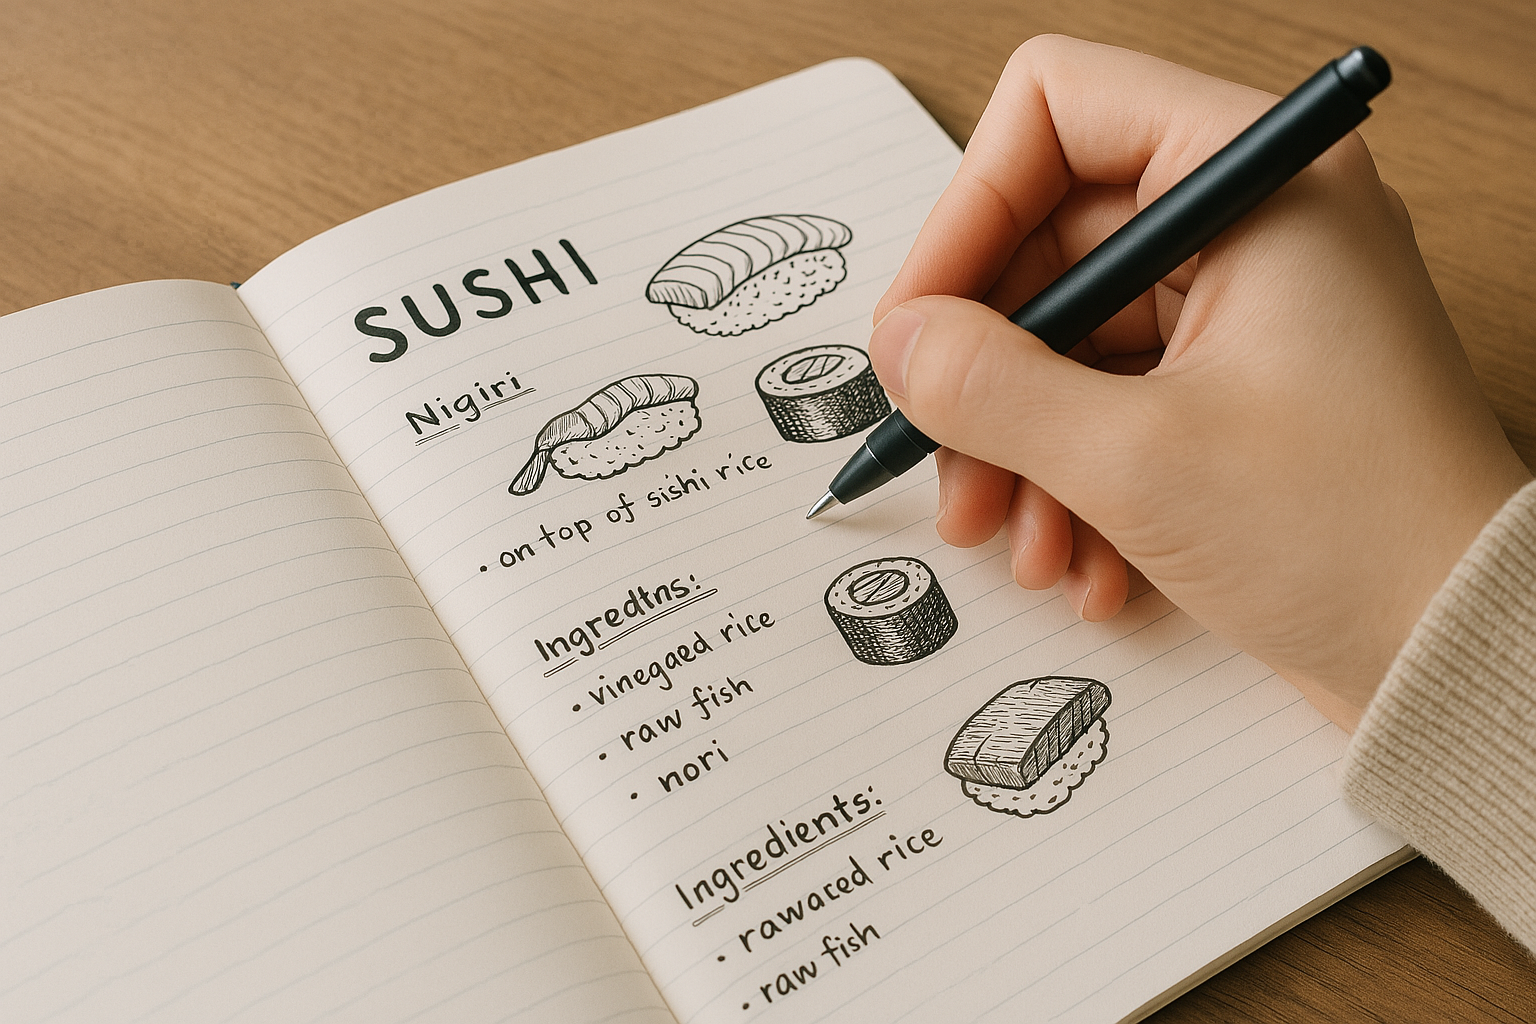 SUSHI
Nigiri
• on top of sishi rice
Ingredtns:
• vinegaed rice
• raw fish
• nori
Ingredients:
• rawaced rice
• raw fish